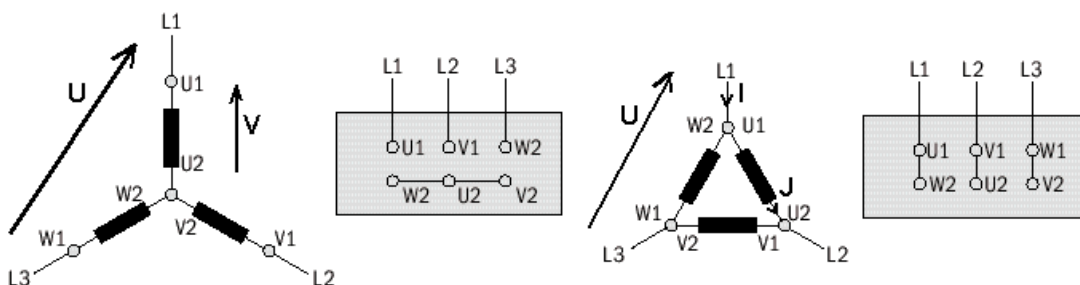 L1
U
U1
V
U2
W2
W1
V2
V1
L3
L2
L1 L2 L3
U1 V1 W2
W2 U2 V2
L1
I
U
W2 U1
J
W1 U2
V2 V1
L3
L2
L1 L2 L3
U1 V1 W1
W2 U2 V2